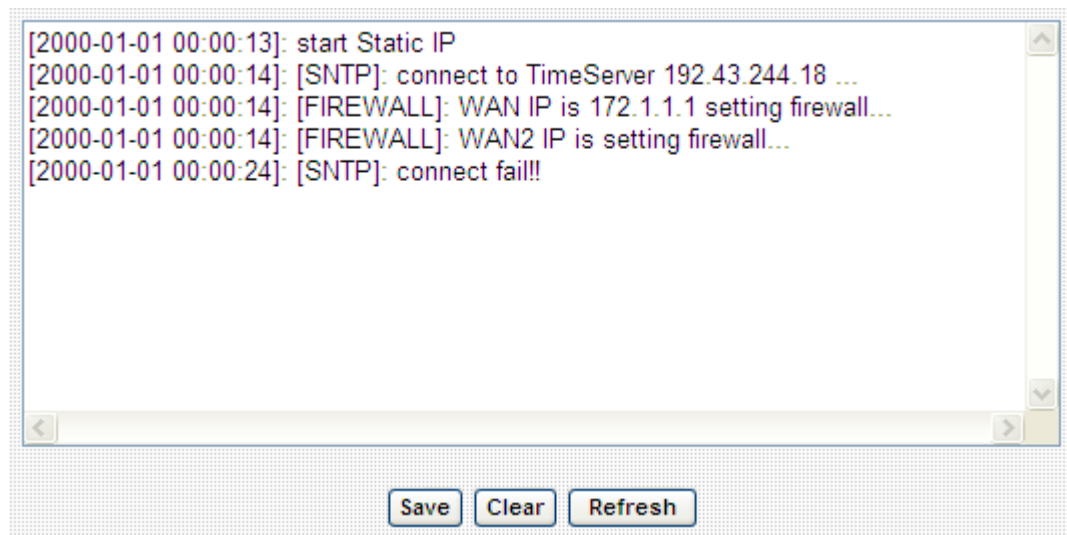 [2000-01-01 00:00:13]: start Static IP
[2000-01-01 00:00:14]: [SNTP]: connect to TimeServer 192.43.244.18 ...
[2000-01-01 00:00:14]: [FIREWALL]: WAN IP is 172.1.1.1 setting firewall...
[2000-01-01 00:00:14]: [FIREWALL]: WAN2 IP is setting firewall...
[2000-01-01 00:00:24]: [SNTP]: connect fail!!
Save Clear Refresh